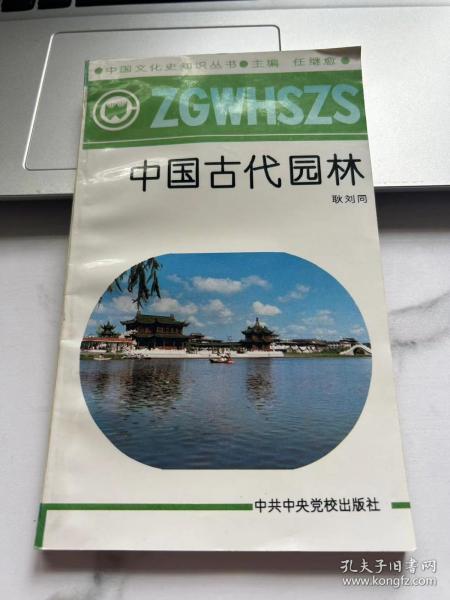 ●中国文化史知识丛书●主编 任继愈●
ZGWHSZS
中国古代园林
耿刘同
中共中央党校出版社
孔夫子旧书网
www.kongfz.com